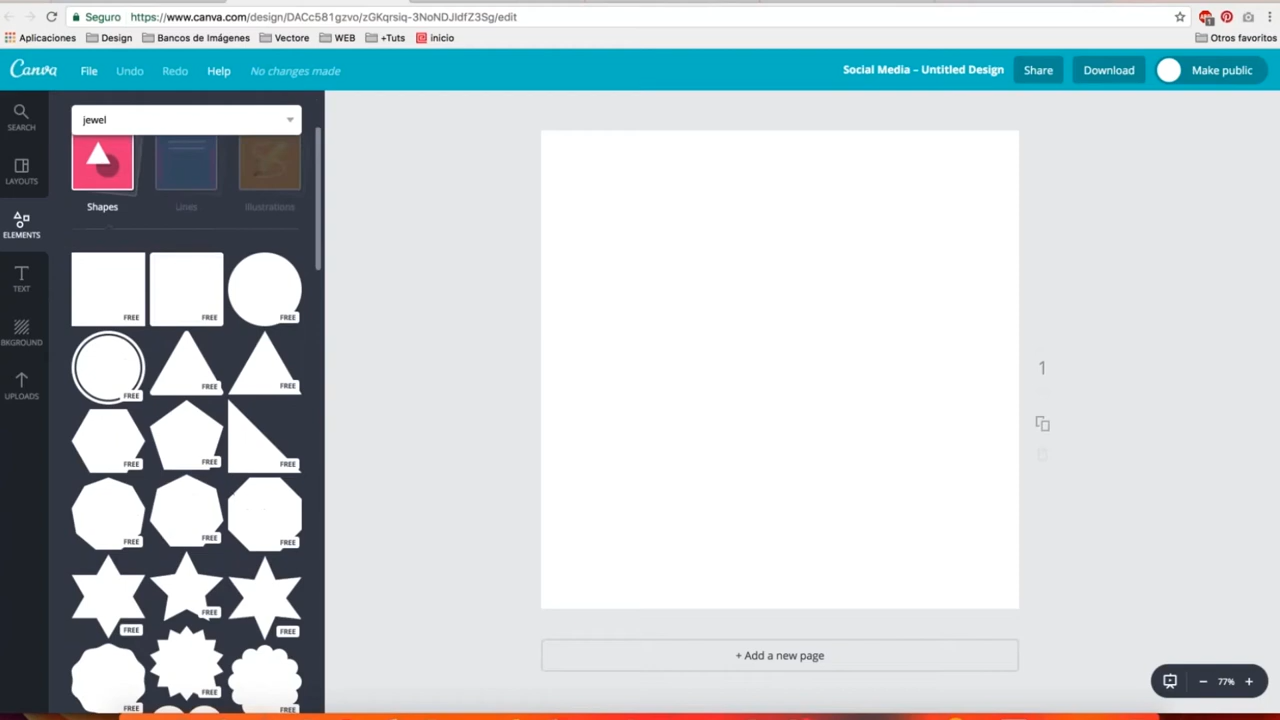 Seguro
https://www.canva.com/design/DACc581gzvo/zGKqrsiq-3NoNDJIdfZ3Sg/edit
Aplicaciones Design Bancos de Imágenes Vectore WEB +Tuts inicio Otros favoritos
Canva File Undo Redo Help No changes made Social Media – Untitled Design Share Download Make public
jewel
SEARCH
LAYOUTS
ELEMENTS
TEXT
BKGROUND
UPLOADS
Shapes Lines Illustrations
FREE FREE FREE
FREE FREE FREE
FREE FREE FREE
FREE FREE FREE
FREE FREE FREE
FREE FREE FREE
1
+ Add a new page
77%